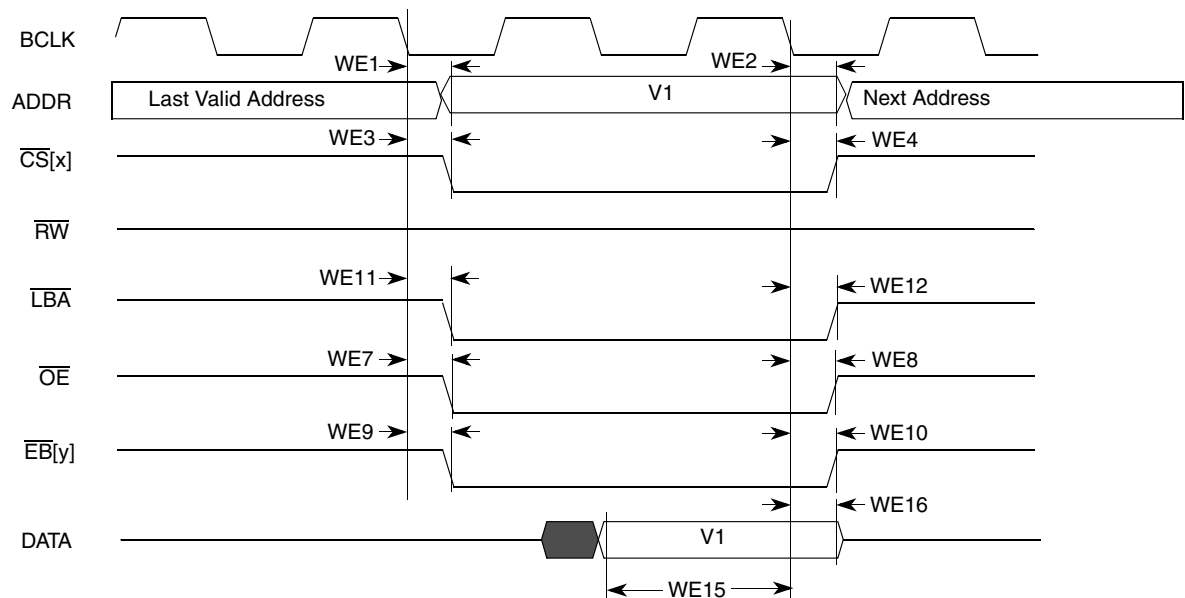 BCLK
WE1
WE2
ADDR
Last Valid Address
V1
Next Address
WE3
WE4
CS[x]
RW
WE11
WE12
LBA
WE7
WE8
OE
WE9
WE10
EB[y]
WE16
DATA
V1
WE15